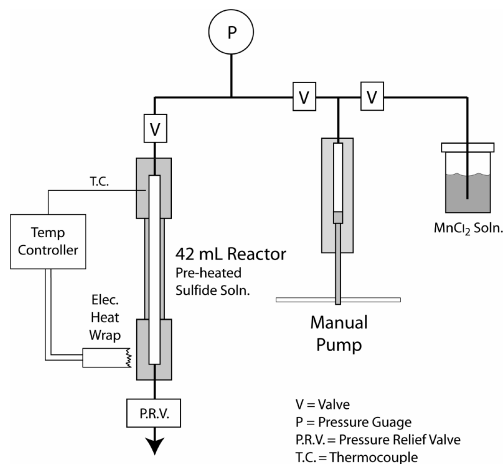 P
V
V
V
T.C.
Temp
Controller
42 mL Reactor
Pre-heated
Sulfide Soln.
MnCl₂ Soln.
Elec.
Heat
Wrap
Manual
Pump
P.R.V.
V = Valve
P = Pressure Guage
P.R.V. = Pressure Relief Valve
T.C. = Thermocouple